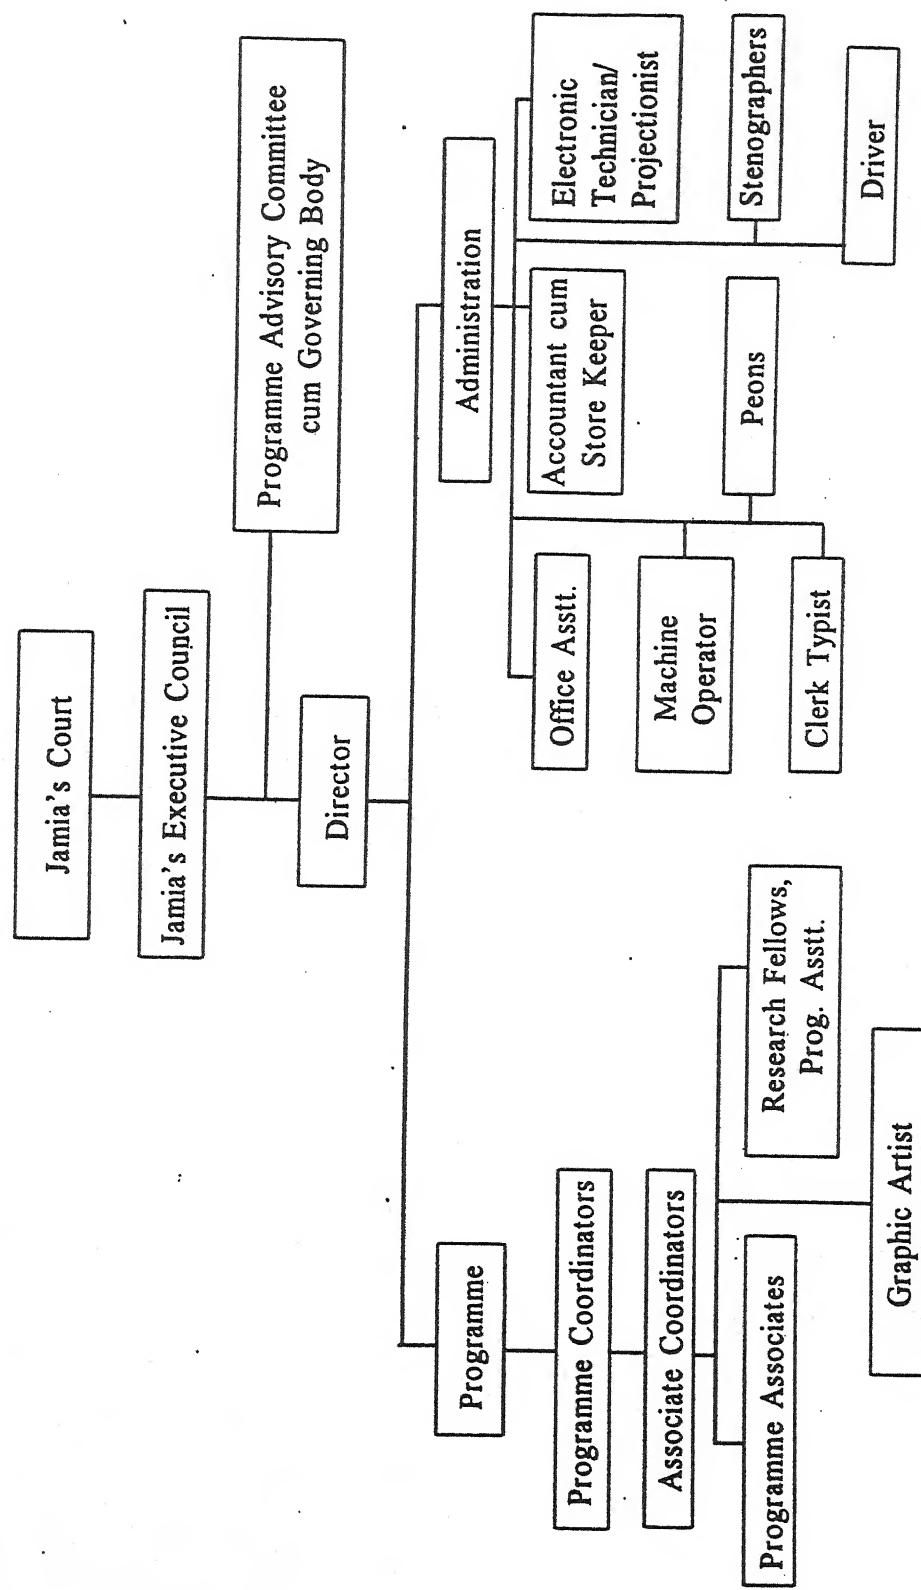 Jamia's Court
Jamia's Executive Council
Programme Advisory Committee
cum Governing Body
Director
Programme
Administration
Programme Coordinators
Associate Coordinators
Programme Associates
Research Fellows,
Prog. Asstt.
Graphic Artist
Office Asstt.
Accountant cum
Store Keeper
Electronic
Technician/
Projectionist
Machine
Operator
Peons
Stenographers
Clerk Typist
Driver